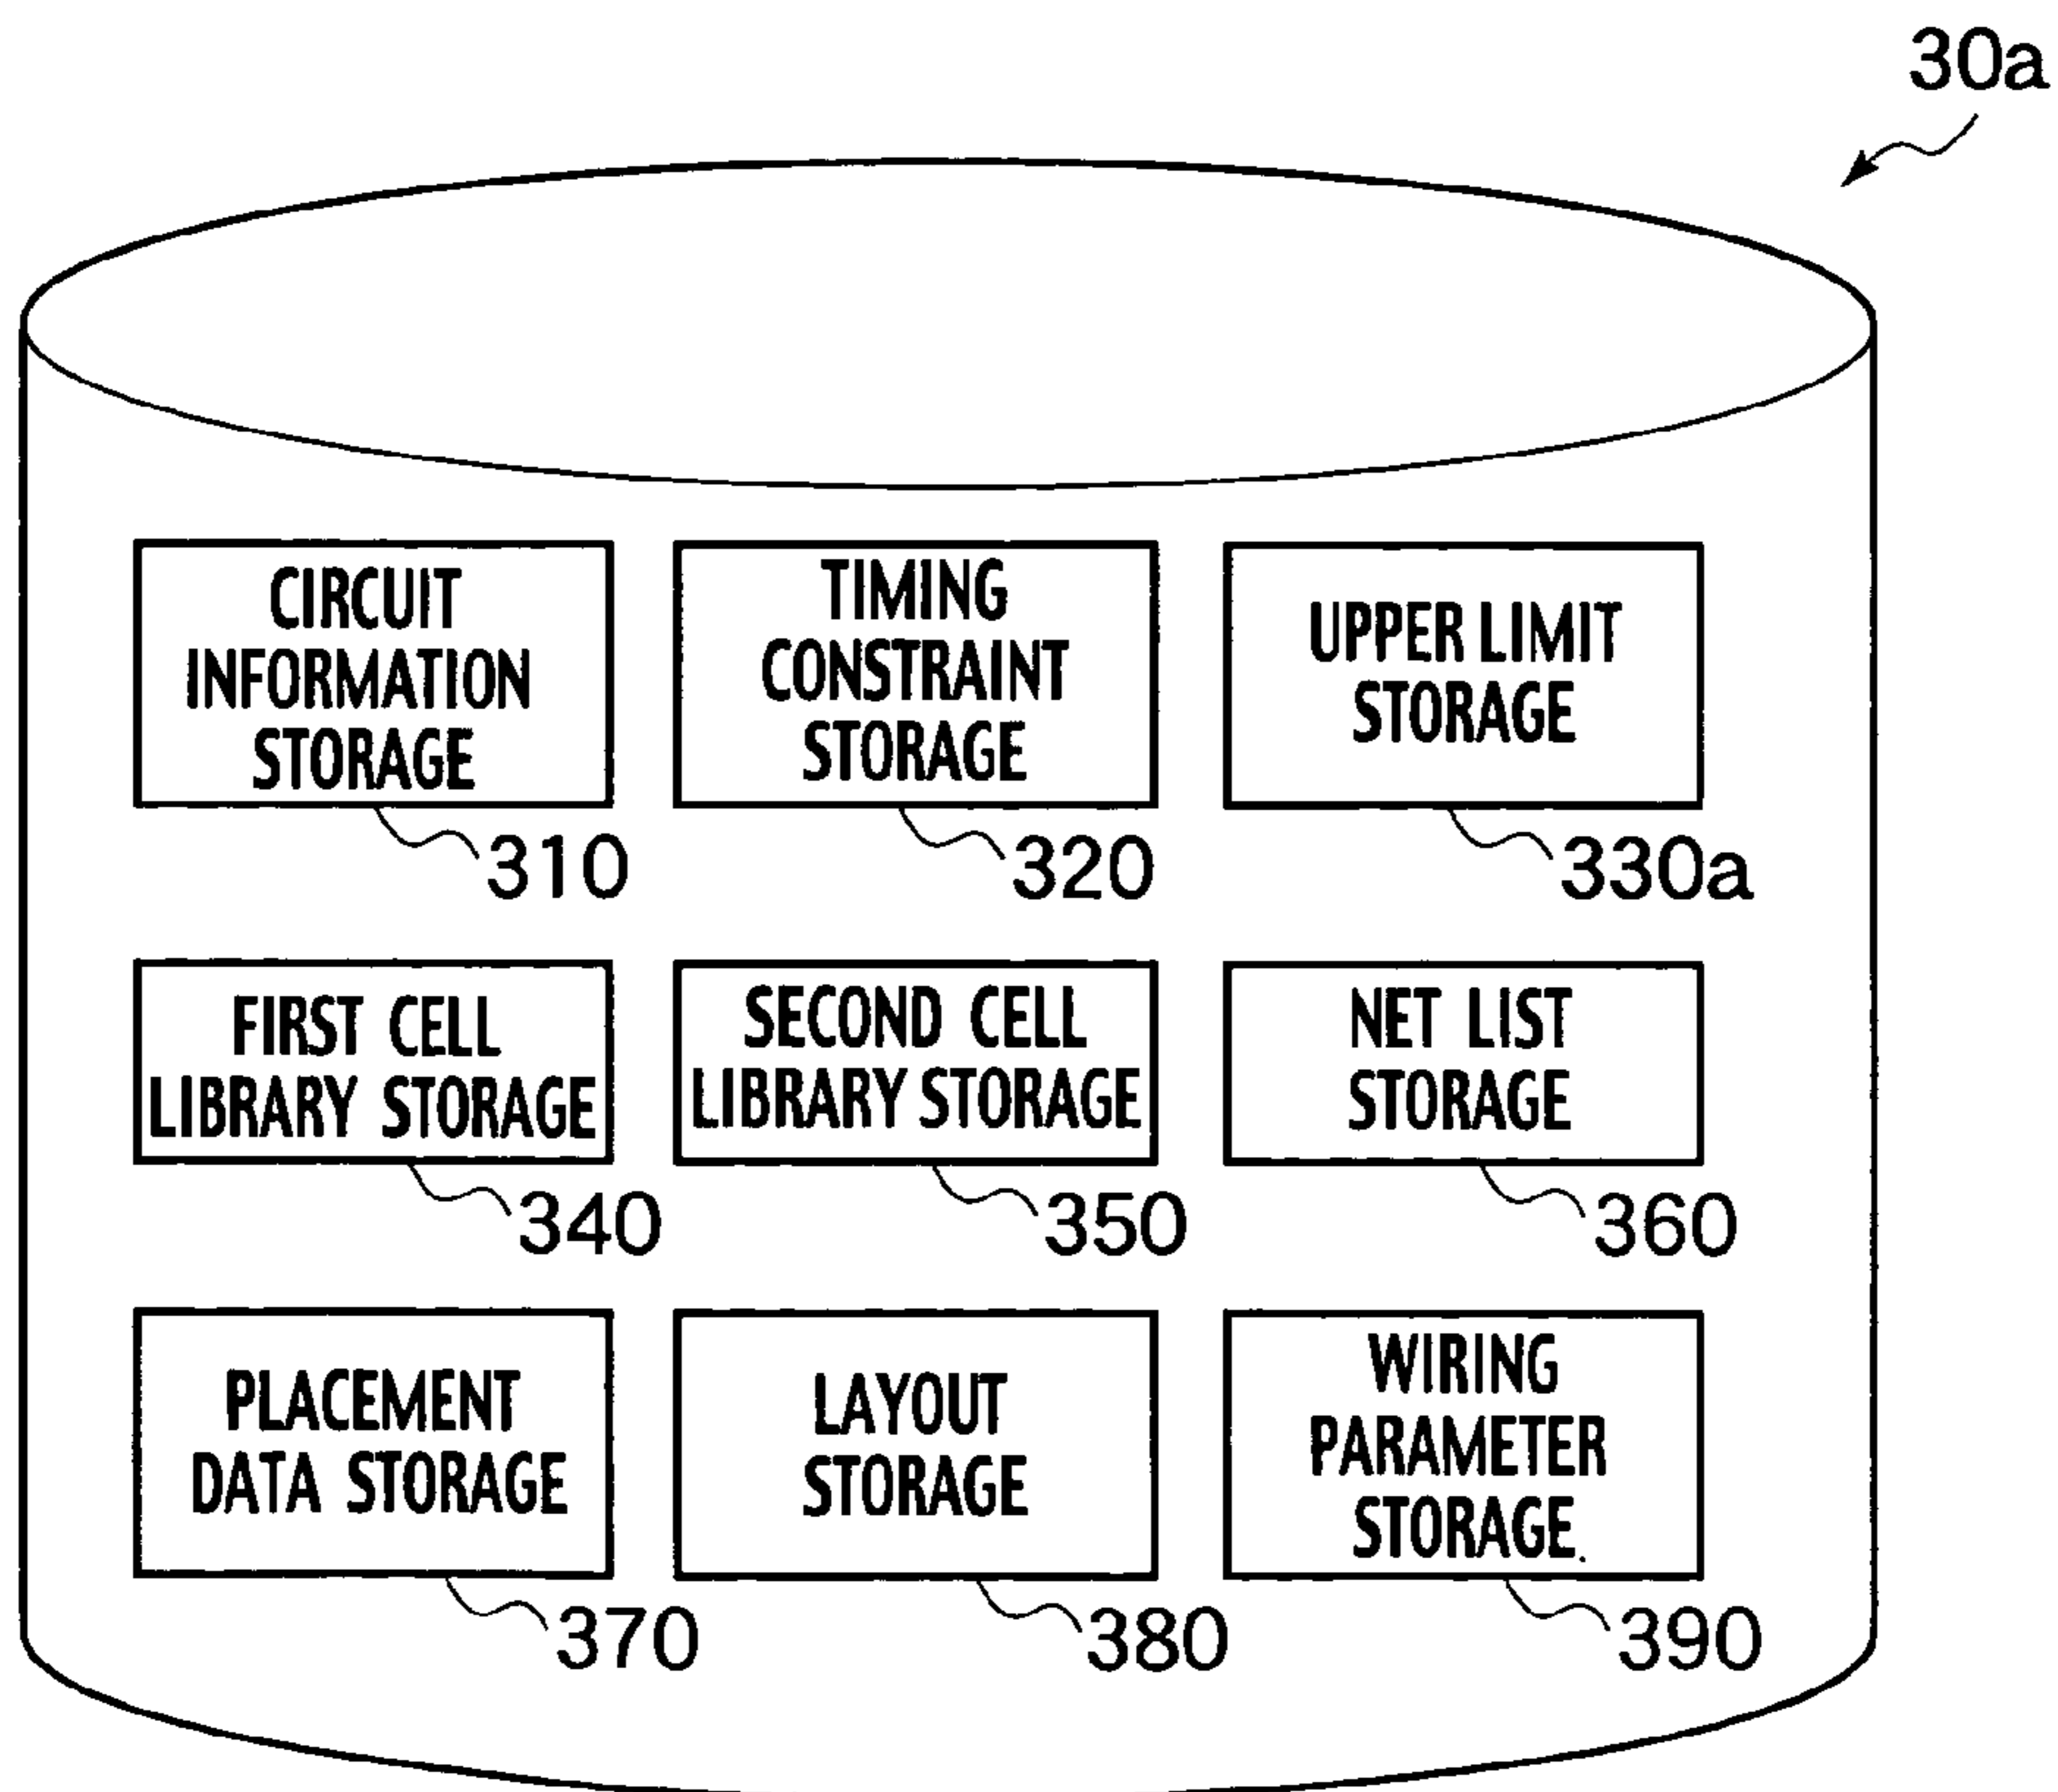 30a
CIRCUIT
INFORMATION
STORAGE
310
TIMING
CONSTRAINT
STORAGE
320
UPPER LIMIT
STORAGE
330a
FIRST CELL
LIBRARY STORAGE
340
SECOND CELL
LIBRARY STORAGE
350
NET LIST
STORAGE
360
PLACEMENT
DATA STORAGE
370
LAYOUT
STORAGE
380
WIRING
PARAMETER
STORAGE.
390